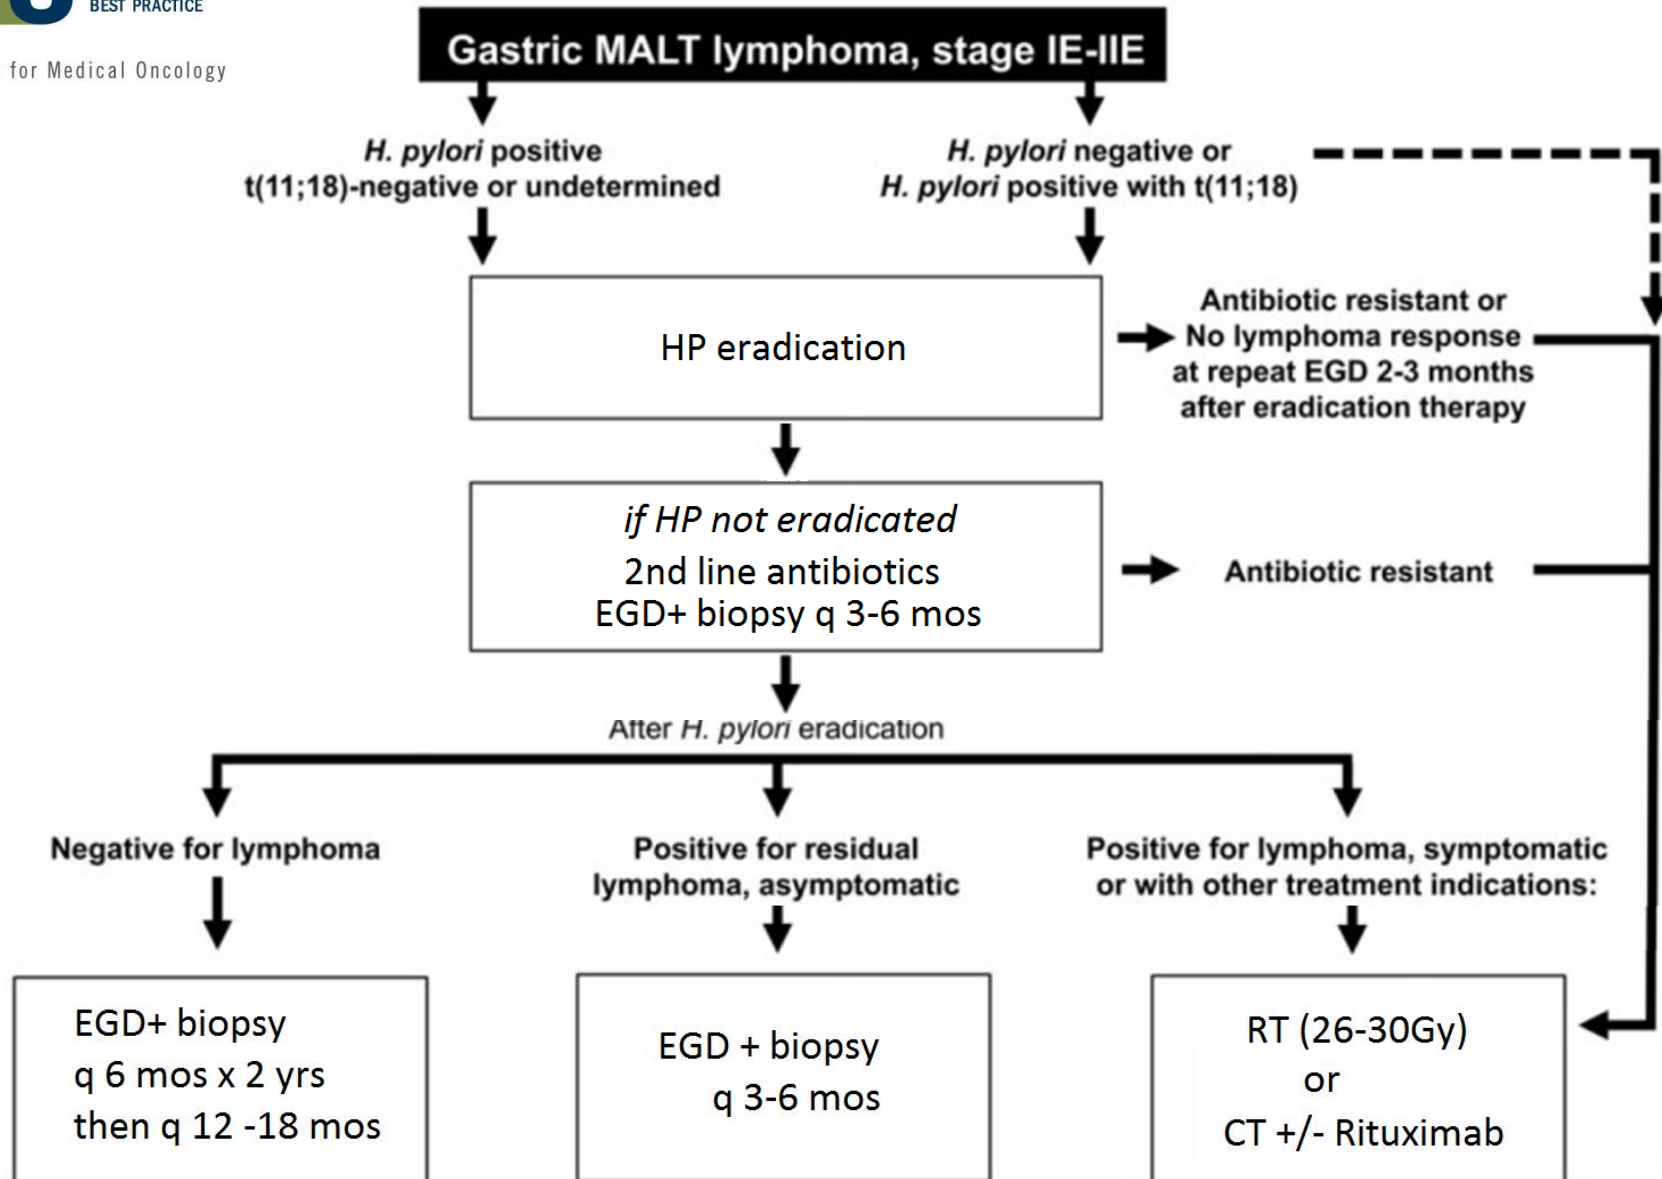 BEST PRACTICE
for Medical Oncology
Gastric MALT lymphoma, stage IE-IIE
H. pylori positive
t(11;18)-negative or undetermined
H. pylori negative or
H. pylori positive with t(11;18)
HP eradication
Antibiotic resistant or
No lymphoma response
at repeat EGD 2-3 months
after eradication therapy
if HP not eradicated
2nd line antibiotics
EGD+ biopsy q 3-6 mos
Antibiotic resistant
After H. pylori eradication
Negative for lymphoma
Positive for residual
lymphoma, asymptomatic
Positive for lymphoma, symptomatic
or with other treatment indications:
EGD+ biopsy
q 6 mos x 2 yrs
then q 12 -18 mos
EGD + biopsy
q 3-6 mos
RT (26-30Gy)
or
CT +/- Rituximab